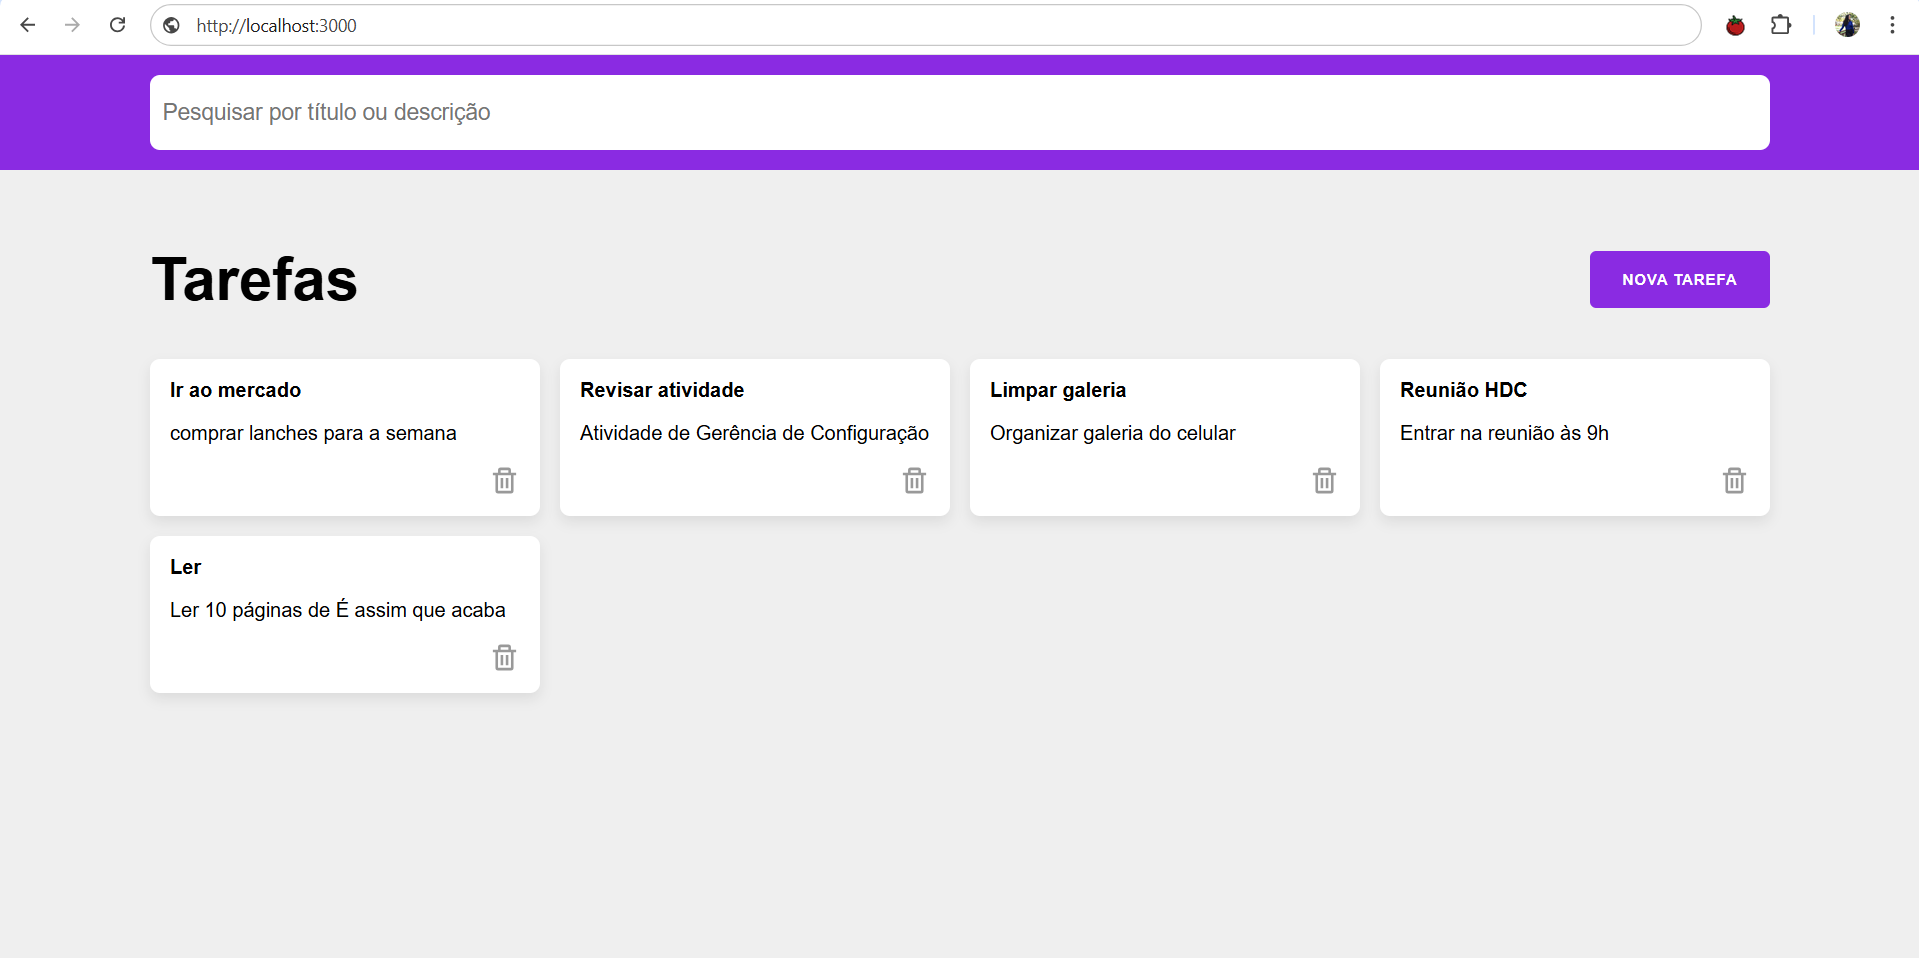 http://localhost:3000
Pesquisar por título ou descrição
Tarefas
NOVA TAREFA
Ir ao mercado
comprar lanches para a semana
Revisar atividade
Atividade de Gerência de Configuração
Limpar galeria
Organizar galeria do celular
Reunião HDC
Entrar na reunião às 9h
Ler
Ler 10 páginas de É assim que acaba